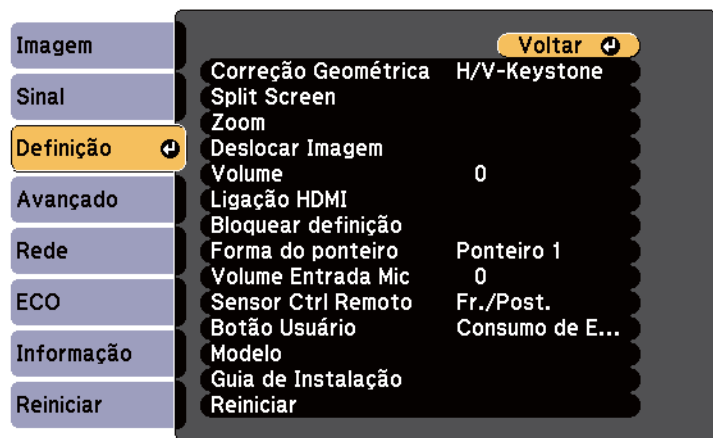 Imagem
Sinal
Definição
Avançado
Rede
ECO
Informação
Reiniciar
Voltar
Correção Geométrica H/V-Keystone
Split Screen
Zoom
Deslocar Imagem
Volume 0
Ligação HDMI
Bloquear definição
Forma do ponteiro Ponteiro 1
Volume Entrada Mic 0
Sensor Ctrl Remoto Fr./Post.
Botão Usuário Consumo de E...
Modelo
Guia de Instalação
Reiniciar